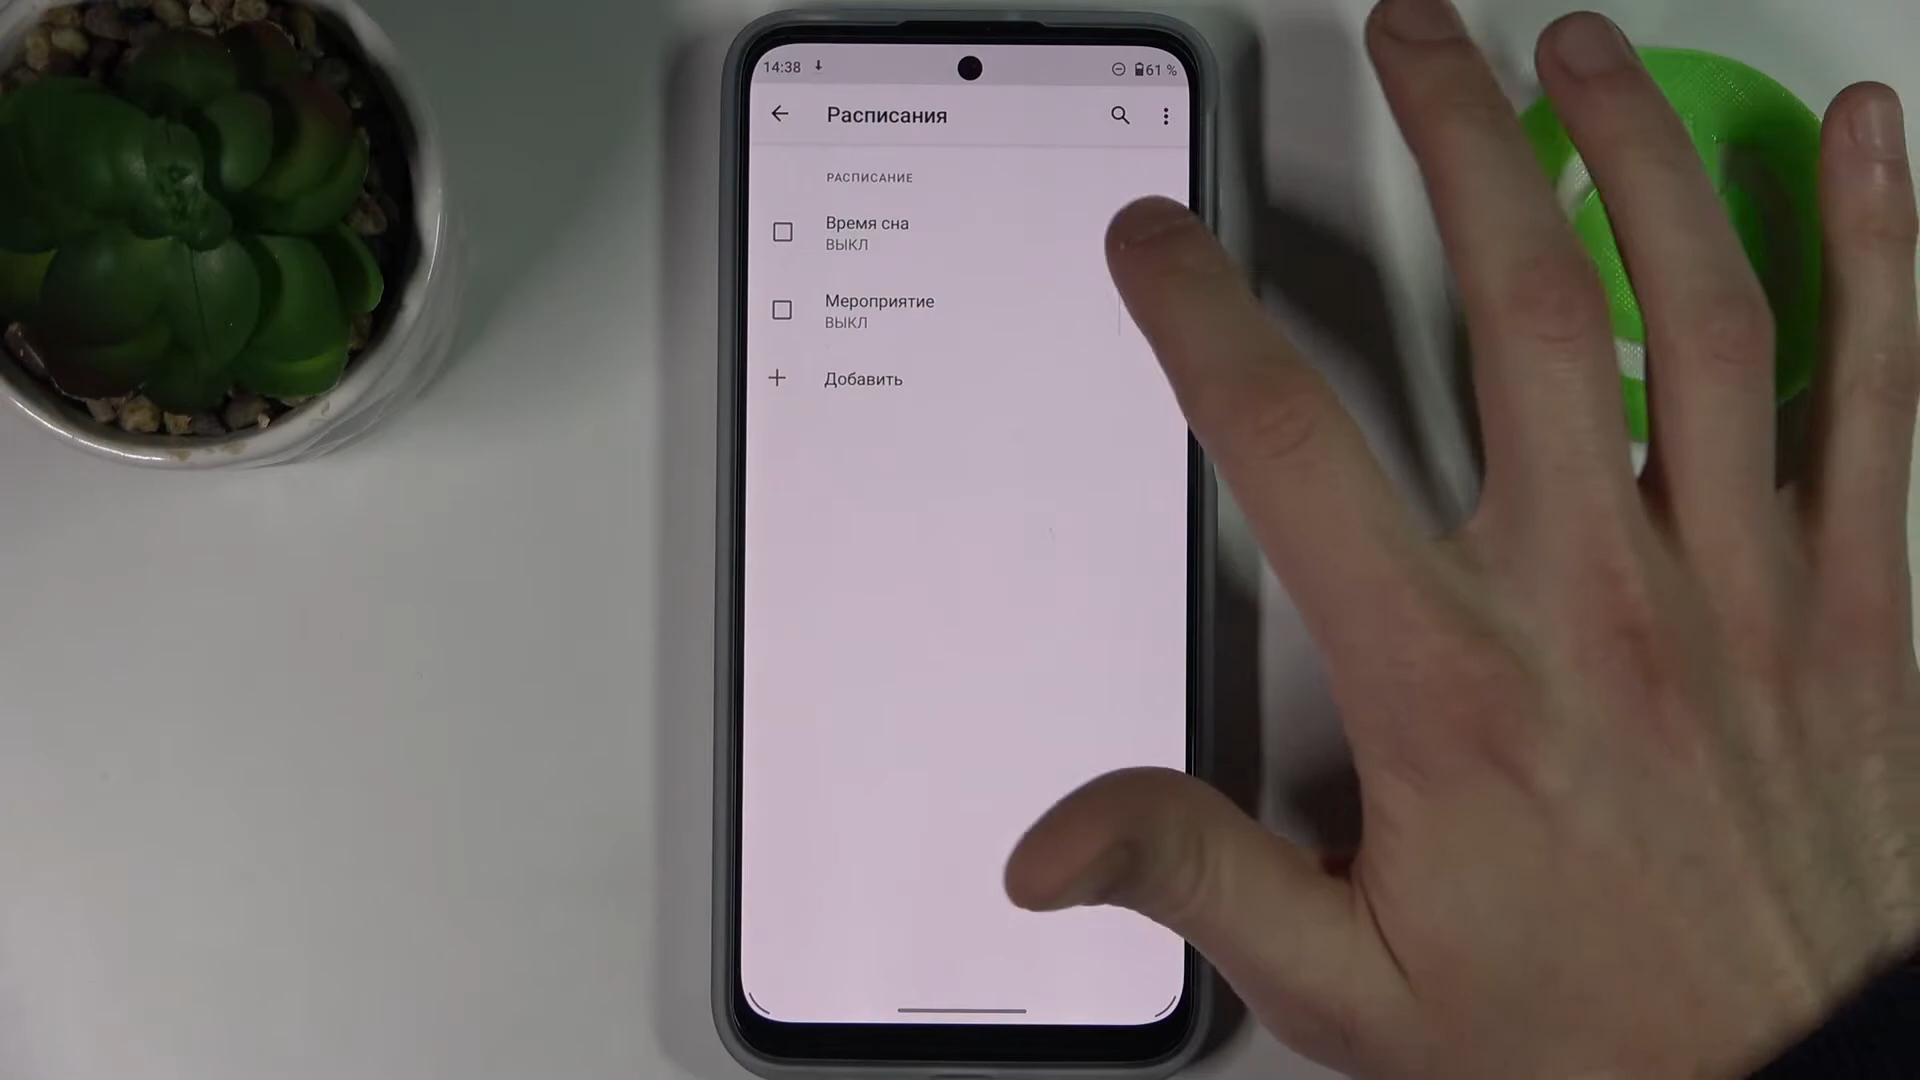 14:38
61 %
Расписания
РАСПИСАНИЕ
Время сна
ВЫКЛ
Мероприятие
ВЫКЛ
Добавить